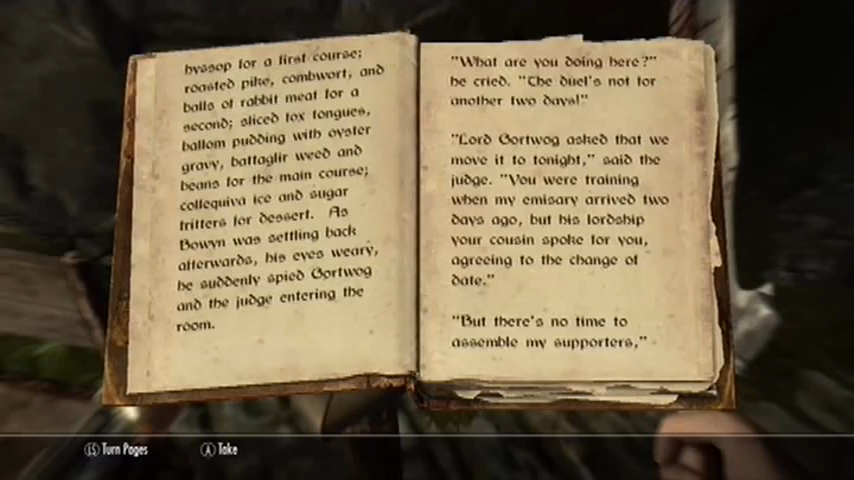 hyssop for a first course;
roasted pike, combwort, and
balls of rabbit meat for a
second; sliced fox tongues,
ballom pudding with oyster
gravy, battaglir weed and
beans for the main course;
collequiva ice and sugar
fritters for dessert. As
Bowyn was settling back
afterwards, his eyes weary,
he suddenly spied Gortwog
and the judge entering the
room.
"What are you doing here?"
he cried. "The duel's not for
another two days!"
"Lord Gortwog asked that we
move it to tonight," said the
judge. "You were training
when my emisary arrived two
days ago, but his lordship
your cousin spoke for you,
agreeing to the change of
date."
"But there's no time to
assemble my supporters,"
LS Turn Pages
A Take